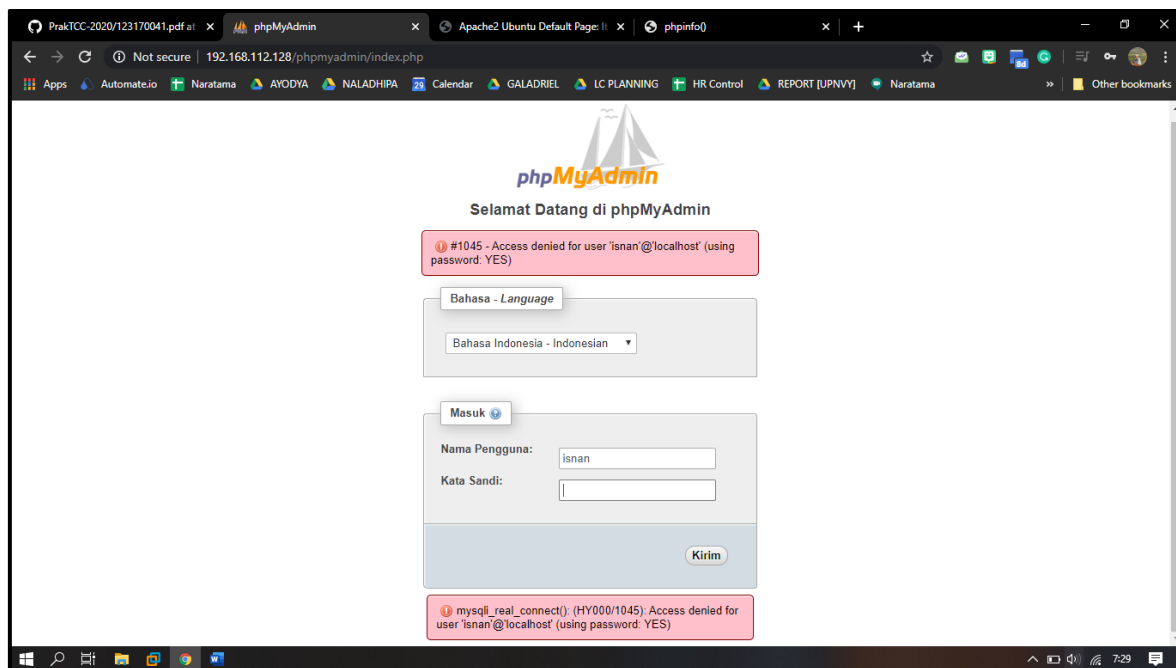 PrakTCC-2020/123170041.pdf at
phpMyAdmin
Apache2 Ubuntu Default Page: It
phpinfo()
Not secure | 192.168.112.128/phpmyadmin/index.php
Apps Automate.io Naratama AYODYA NALADHIPA 29 Calendar GALADRIEL LC PLANNING HR Control REPORT [UPNVY] Naratama » Other bookmarks
phpMyAdmin
Selamat Datang di phpMyAdmin
#1045 - Access denied for user 'isnan'@'localhost' (using
password: YES)
Bahasa - Language
Bahasa Indonesia - Indonesian
Masuk
Nama Pengguna: isnan
Kata Sandi:
Kirim
mysqli_real_connect(): (HY000/1045): Access denied for
user 'isnan'@'localhost' (using password: YES)
7:29